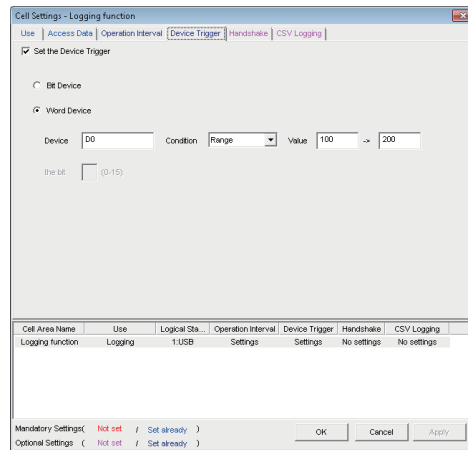 Cell Settings - Logging function
Use Access Data Operation Interval Device Trigger Handshake CSV Logging
Set the Device Trigger
Bit Device
Word Device
Device D0 Condition Range Value 100 -> 200
the bit (0-15)
Cell Area Name Use Logical Sta... Operation Interval Device Trigger Handshake CSV Logging
Logging function Logging 1:USB Settings Settings No settings No settings
Mandatory Settings( Not set / Set already )
OK Cancel Apply
Optional Settings ( Not set / Set already )